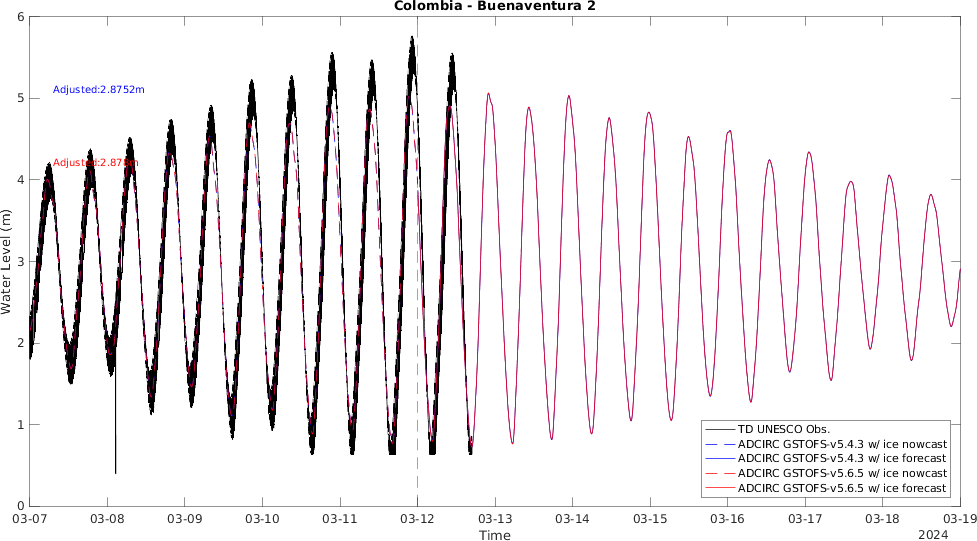 Colombia - Buenaventura 2
6
5
4
3
2
1
0
Water Level (m)
Adjusted:2.8752m
03-07
03-08
03-09
03-10
03-11
03-12
03-13
03-14
03-15
03-16
03-17
03-18
03-19
Time
2024
TD UNESCO Obs.
ADCIRC GSTOFS-v5.4.3 w/ ice nowcast
ADCIRC GSTOFS-v5.4.3 w/ ice forecast
ADCIRC GSTOFS-v5.6.5 w/ ice nowcast
ADCIRC GSTOFS-v5.6.5 w/ ice forecast